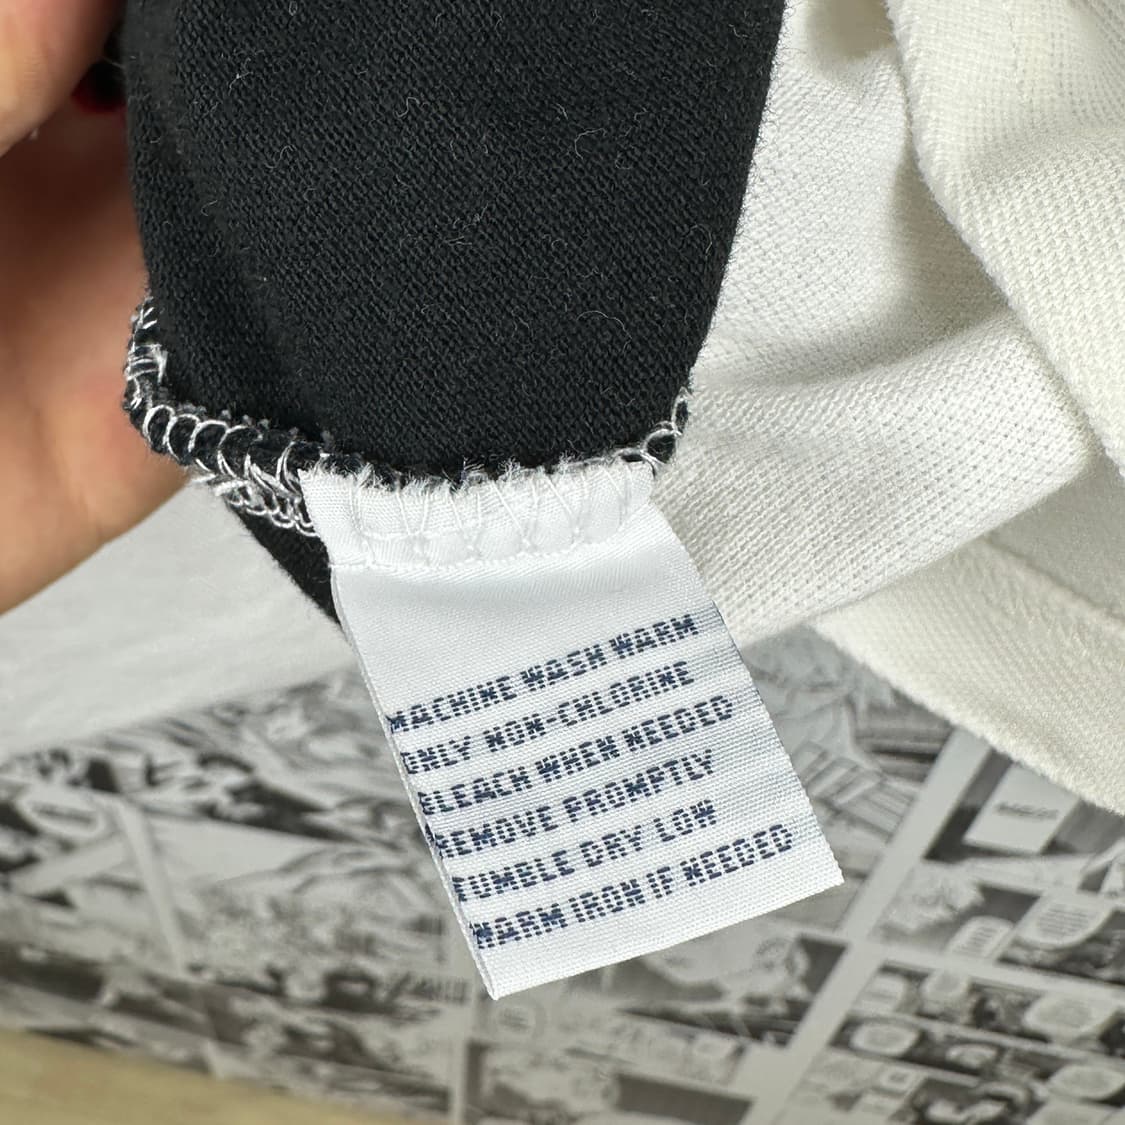 MACHINE WASH WARM
ONLY NON-CHLORINE
BLEACH WHEN NEEDED
REMOVE PROMPTLY
TUMBLE DRY LOW
WARM IRON IF NEEDED